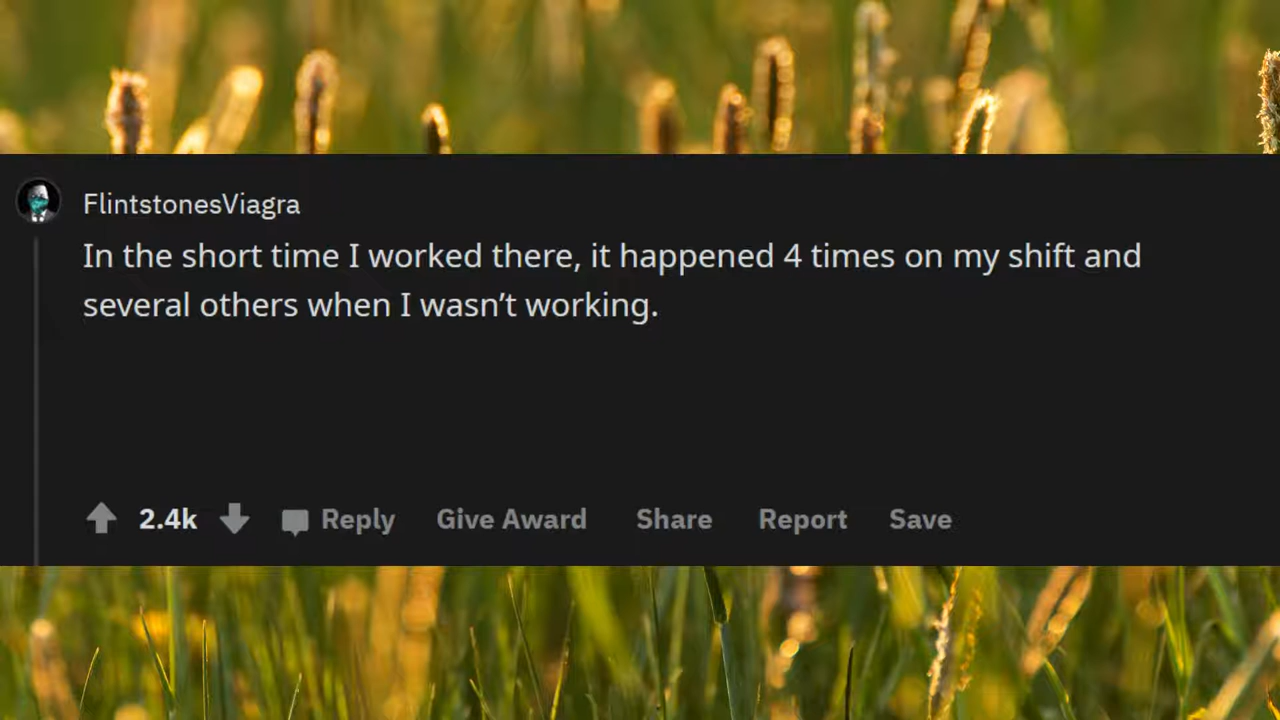 FlintstonesViagra
In the short time I worked there, it happened 4 times on my shift and
several others when I wasn’t working.
2.4k Reply Give Award Share Report Save